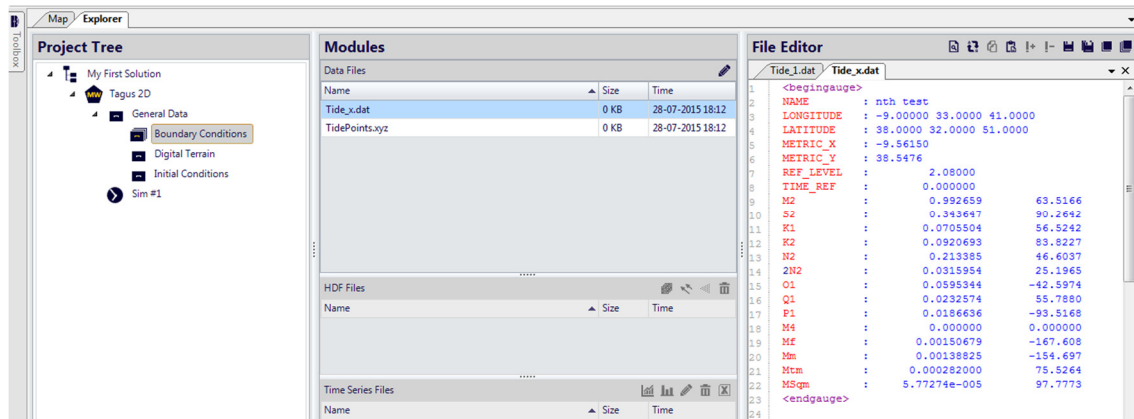 Toolbox
Map Explorer
Project Tree
My First Solution
MW Tagus 2D
General Data
Boundary Conditions
Digital Terrain
Initial Conditions
Sim #1
Modules
Data Files
Name Size Time
Tide_x.dat 0 KB 28-07-2015 18:12
TidePoints.xyz 0 KB 28-07-2015 18:12
HDF Files
Name Size Time
Time Series Files
Name Size Time
File Editor
Tide_1.dat Tide_x.dat
1 <begingauge>
2 NAME : nth test
3 LONGITUDE : -9.00000 33.0000 41.0000
4 LATITUDE : 38.0000 32.0000 51.0000
5 METRIC_X : -9.56150
6 METRIC_Y : 38.5476
7 REF_LEVEL : 2.08000
8 TIME_REF : 0.000000
9 M2 : 0.992659 63.5166
10 S2 : 0.343647 90.2642
11 K1 : 0.0705504 56.5242
12 K2 : 0.0920693 83.8227
13 N2 : 0.213385 46.6037
14 2N2 : 0.0315954 25.1965
15 O1 : 0.0595344 -42.5974
16 Q1 : 0.0232574 55.7880
17 P1 : 0.0186636 -93.5168
18 M4 : 0.000000 0.000000
19 Mf : 0.00150679 -167.608
20 Mm : 0.00138825 -154.697
21 Mtm : 0.000282000 75.5264
22 MSqm : 5.77274e-005 97.7773
23 <endgauge>
24